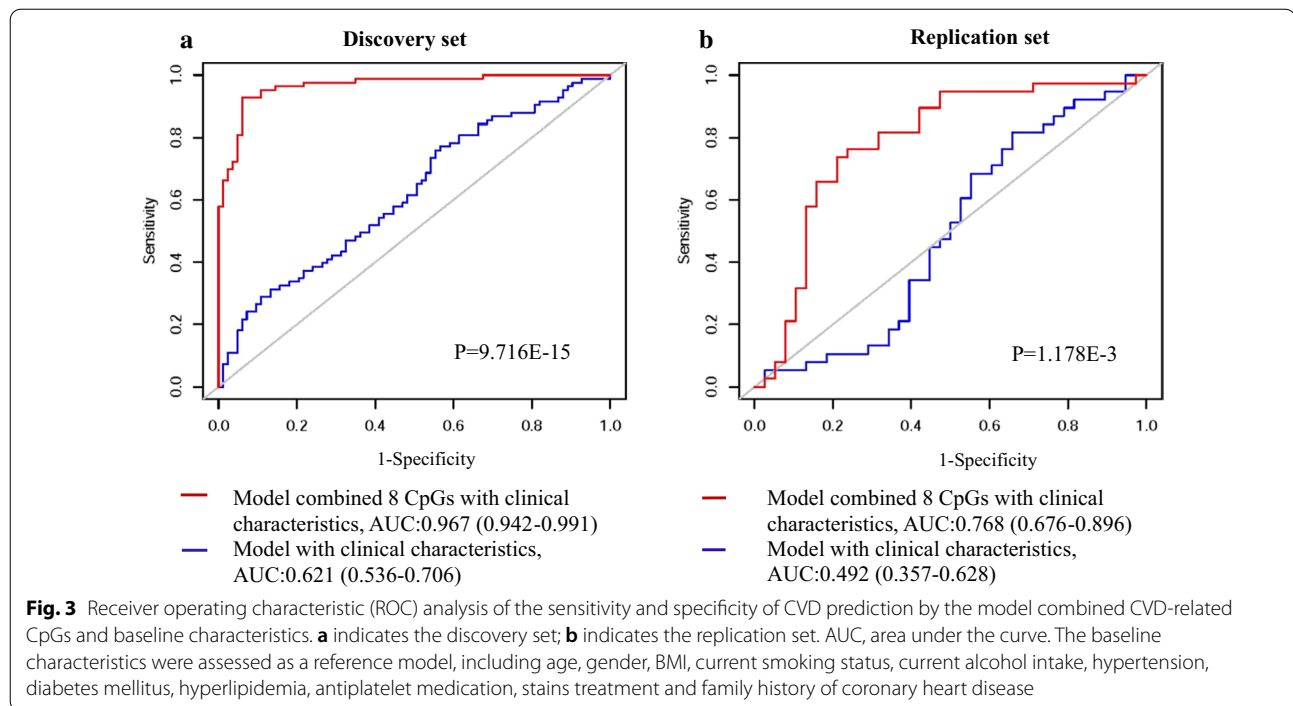 a
Discovery set
Sensitivity
0.0 0.2 0.4 0.6 0.8 1.0
0.0 0.2 0.4 0.6 0.8 1.0
P=9.716E-15
1-Specificity
Model combined 8 CpGs with clinical
characteristics, AUC:0.967 (0.942-0.991)
Model with clinical characteristics,
AUC:0.621 (0.536-0.706)
b
Replication set
Sensitivity
0.0 0.2 0.4 0.6 0.8 1.0
0.0 0.2 0.4 0.6 0.8 1.0
P=1.178E-3
1-Specificity
Model combined 8 CpGs with clinical
characteristics, AUC:0.768 (0.676-0.896)
Model with clinical characteristics,
AUC:0.492 (0.357-0.628)
Fig. 3 Receiver operating characteristic (ROC) analysis of the sensitivity and specificity of CVD prediction by the model combined CVD-related
CpGs and baseline characteristics. a indicates the discovery set; b indicates the replication set. AUC, area under the curve. The baseline
characteristics were assessed as a reference model, including age, gender, BMI, current smoking status, current alcohol intake, hypertension,
diabetes mellitus, hyperlipidemia, antiplatelet medication, stains treatment and family history of coronary heart disease